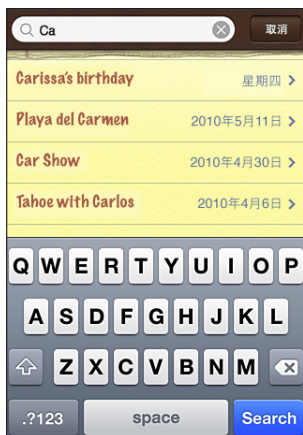 Ca 取消
Carissa's birthday 星期四
Playa del Carmen 2010年5月11日
Car Show 2010年4月30日
Tahoe with Carlos 2010年4月6日
Q W E R T Y U I O P
A S D F G H J K L
Z X C V B N M
.?123 space Search